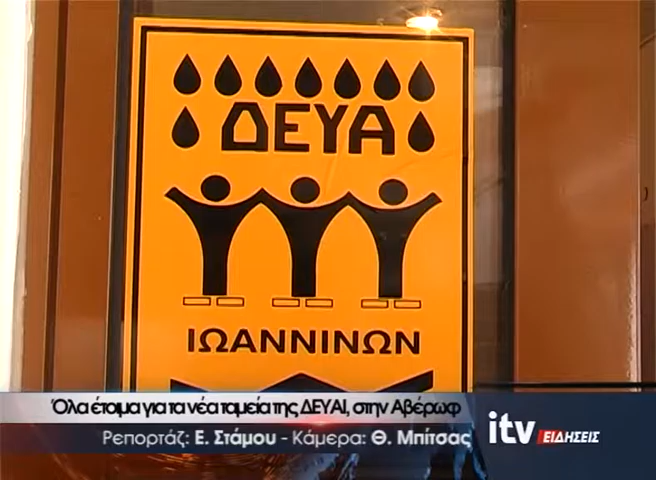 ΔΕΥΑ
ΙΩΑΝΝΙΝΩΝ
Όλα έτοιμα για τα νέα ταμεία της ΔΕΥΑΙ, στην Αβέρωφ
Ρεπορτάζ: Ε. Στάμου - Κάμερα: Θ. Μπίτσας
itv ΕΙΔΗΣΕΙΣ